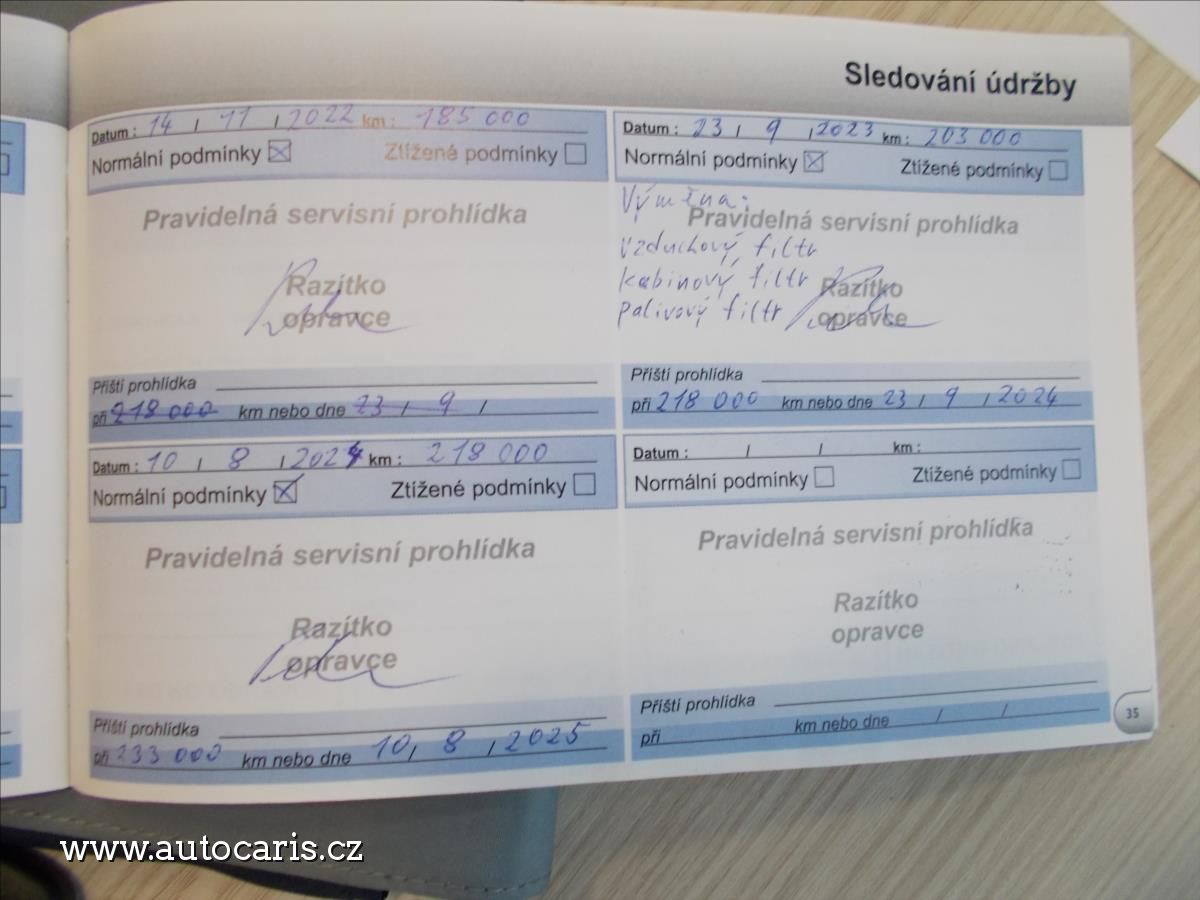 Sledování údržby
Datum : 14 / 11 / 2022 km : 185 000
Normální podmínky Ztížené podmínky
Pravidelná servisní prohlídka
Razítko
opravce
Příští prohlídka
při 218 000 km nebo dne 23 / 9 /
Datum : 23 / 9 / 2023 km : 203 000
Normální podmínky Ztížené podmínky
Výměna:
Pravidelná servisní prohlídka
vzduchový filtr
kabinový filtr
Razítko
palivový filtr
opravce
Příští prohlídka
při 218 000 km nebo dne 23 / 9 / 2024
Datum : 10 / 8 / 2024 km : 218 000
Normální podmínky Ztížené podmínky
Pravidelná servisní prohlídka
Razítko
opravce
Příští prohlídka
při 233 000 km nebo dne 10 / 8 / 2025
Datum : / / km :
Normální podmínky Ztížené podmínky
Pravidelná servisní prohlídka
Razítko
opravce
Příští prohlídka
při km nebo dne / /
35
www.autocaris.cz